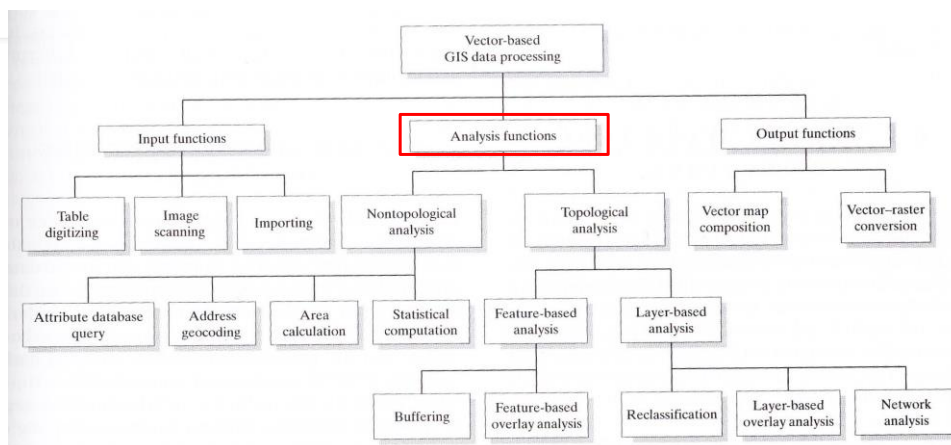 Vector-based
GIS data processing
Input functions
Analysis functions
Output functions
Table
digitizing
Image
scanning
Importing
Nontopological
analysis
Topological
analysis
Vector map
composition
Vector–raster
conversion
Attribute database
query
Address
geocoding
Area
calculation
Statistical
computation
Feature-based
analysis
Layer-based
analysis
Buffering
Feature-based
overlay analysis
Reclassification
Layer-based
overlay analysis
Network
analysis